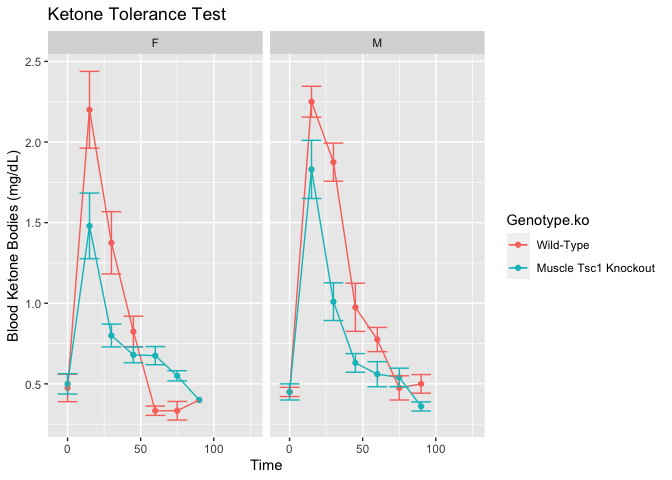 Ketone Tolerance Test
F
M
Blood Ketone Bodies (mg/dL)
2.5
2.0
1.5
1.0
0.5
0
50
100
0
50
100
Time
Genotype.ko
Wild-Type
Muscle Tsc1 Knockout